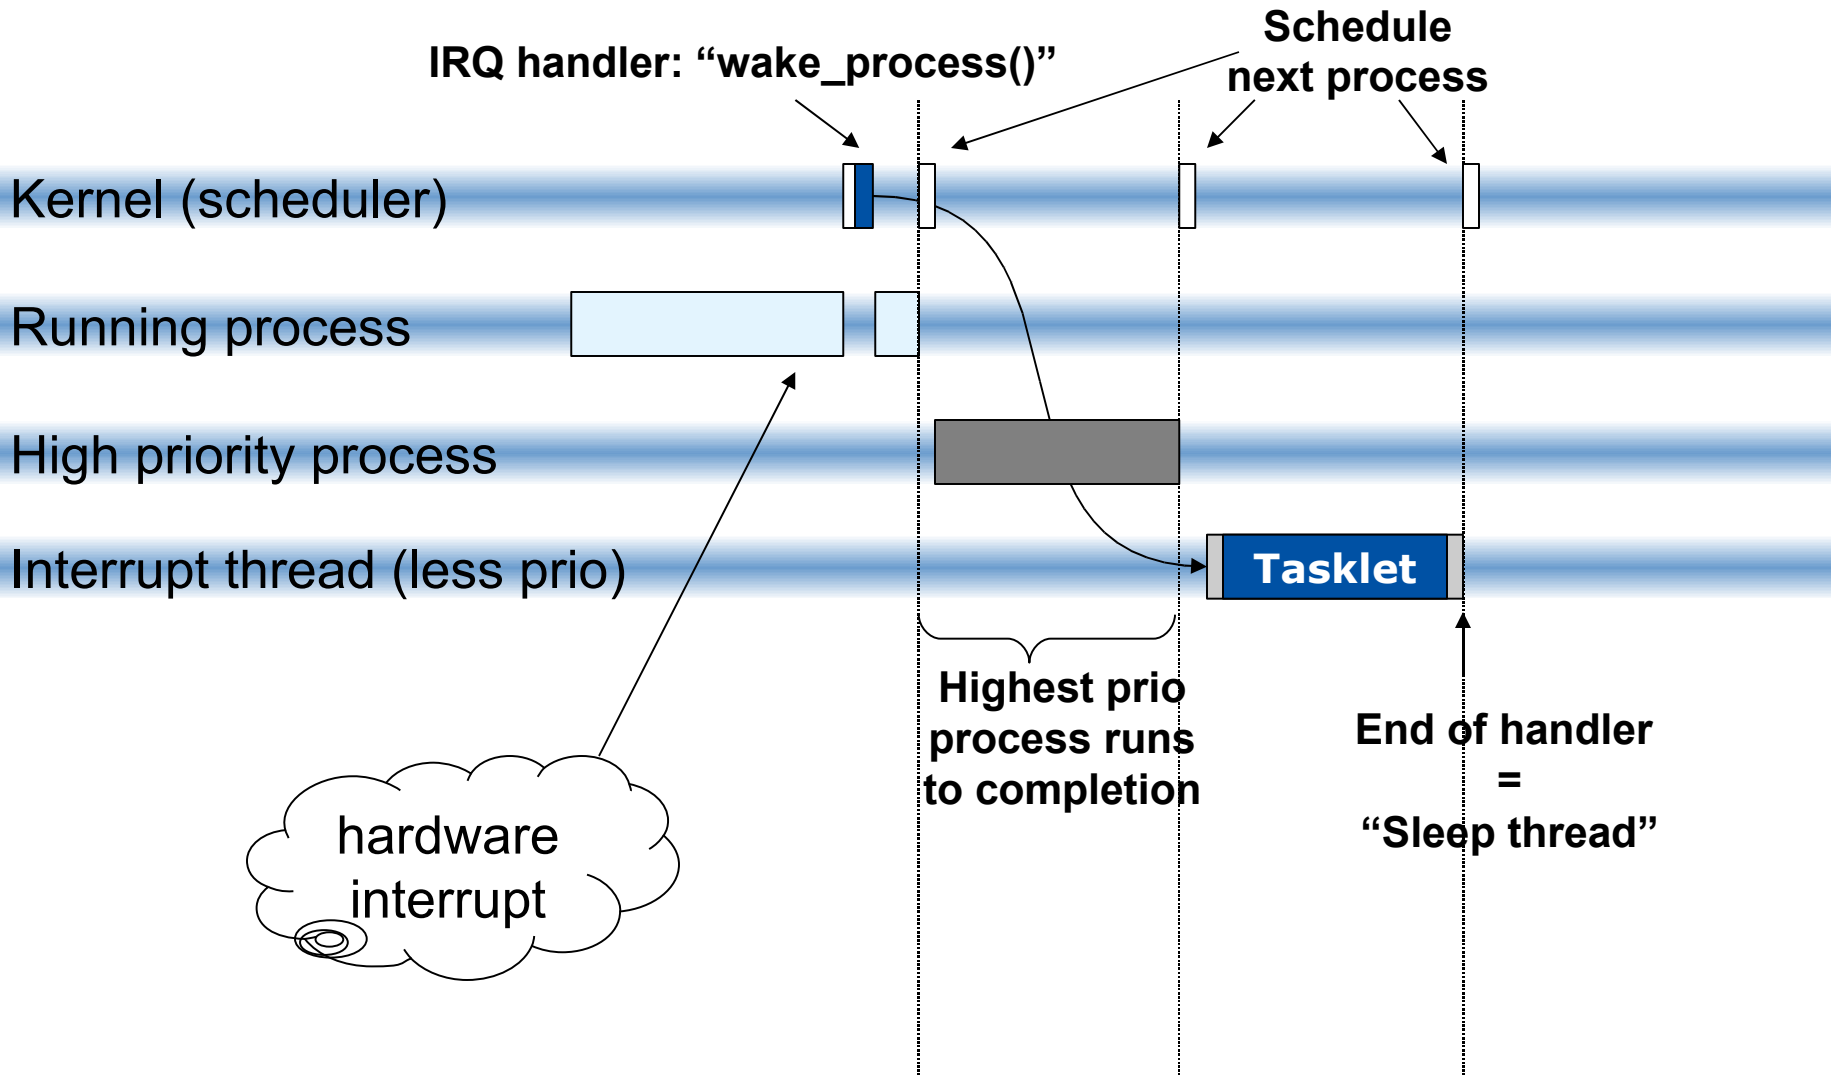 IRQ handler: “wake_process()”
Schedule
next process
Kernel (scheduler)
Running process
High priority process
Interrupt thread (less prio)
Tasklet
Highest prio
process runs
to completion
End of handler
=
“Sleep thread”
hardware
interrupt